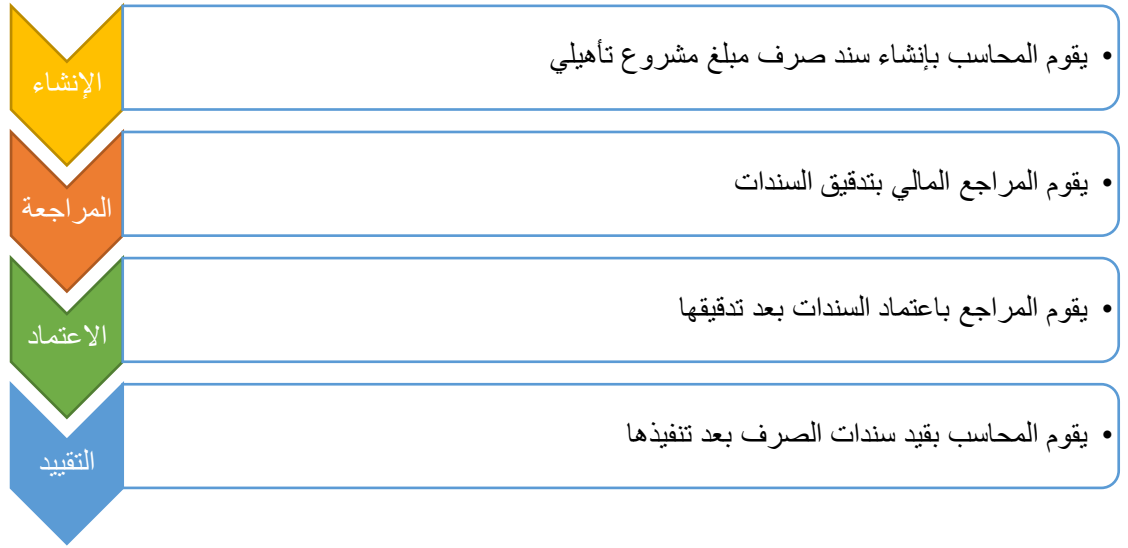 الإنشاء
• يقوم المحاسب بإنشاء سند صرف مبلغ مشروع تأهيلي
المراجعة
• يقوم المراجع المالي بتدقيق السندات
الاعتماد
• يقوم المراجع باعتماد السندات بعد تدقيقها
التقييد
• يقوم المحاسب بقيد سندات الصرف بعد تنفيذها